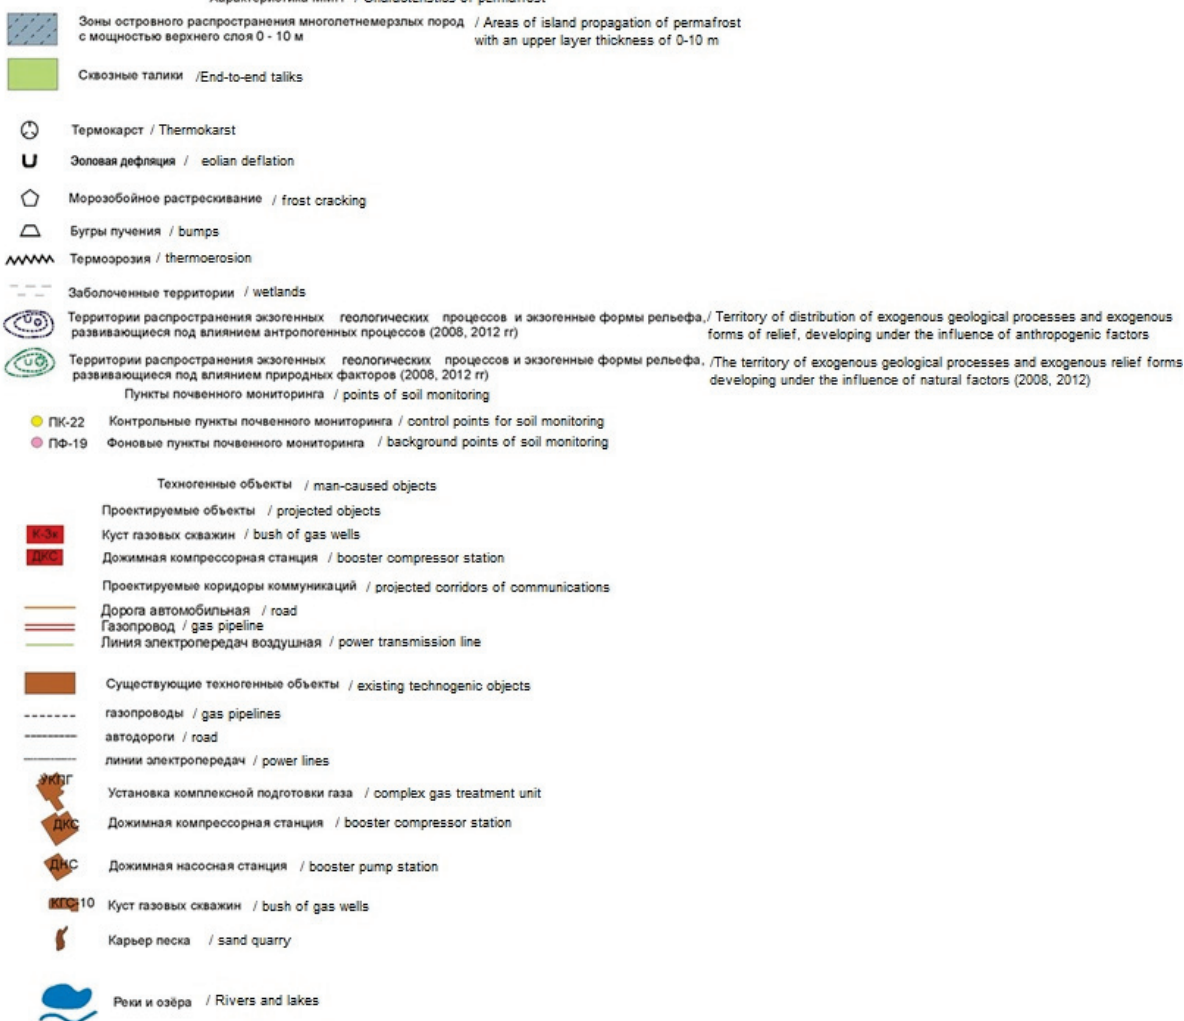 Характеристика ММП / Characteristics of permafrost
Зоны островного распространения многолетнемерзлых пород / Areas of island propagation of permafrost
с мощностью верхнего слоя 0 - 10 м with an upper layer thickness of 0-10 m
Сквозные талики /End-to-end taliks
Термокарст / Thermokarst
Эоловая дефляция / eolian deflation
Морозобойное растрескивание / frost cracking
Бугры пучения / bumps
Термоэрозия / thermoerosion
Заболоченные территории / wetlands
Территории распространения экзогенных геологических процессов и экзогенные формы рельефа, / Territory of distribution of exogenous geological processes and exogenous
развивающиеся под влиянием антропогенных процессов (2008, 2012 гг) forms of relief, developing under the influence of anthropogenic factors
Территории распространения экзогенных геологических процессов и экзогенные формы рельефа, /The territory of exogenous geological processes and exogenous relief forms
развивающиеся под влиянием природных факторов (2008, 2012 гг) developing under the influence of natural factors (2008, 2012)
Пункты почвенного мониторинга / points of soil monitoring
ПК-22 Контрольные пункты почвенного мониторинга / control points for soil monitoring
ПФ-19 Фоновые пункты почвенного мониторинга / background points of soil monitoring
Техногенные объекты / man-caused objects
Проектируемые объекты / projected objects
К-3к Куст газовых скважин / bush of gas wells
ДКС Дожимная компрессорная станция / booster compressor station
Проектируемые коридоры коммуникаций / projected corridors of communications
Дорога автомобильная / road
Газопровод / gas pipeline
Линия электропередач воздушная / power transmission line
Существующие техногенные объекты / existing technogenic objects
газопроводы / gas pipelines
автодороги / road
линии электропередач / power lines
УКПГ
Установка комплексной подготовки газа / complex gas treatment unit
ДКС Дожимная компрессорная станция / booster compressor station
ДНС Дожимная насосная станция / booster pump station
КГС-10 Куст газовых скважин / bush of gas wells
Карьер песка / sand quarry
Реки и озёра / Rivers and lakes